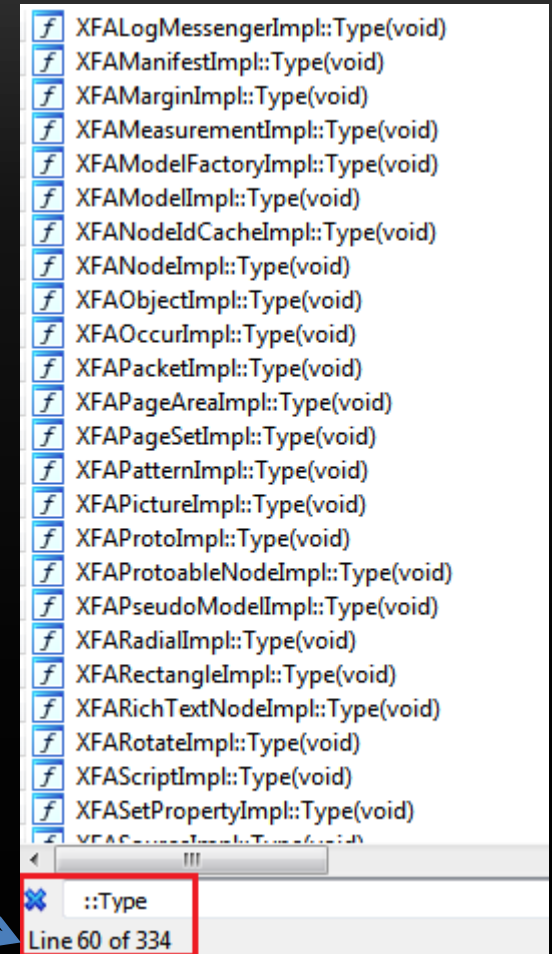 XFALogMessengerImpl::Type(void)
XFAManifestImpl::Type(void)
XFAMarginImpl::Type(void)
XFAMeasurementImpl::Type(void)
XFAModelFactoryImpl::Type(void)
XFAModelImpl::Type(void)
XFANodeIdCacheImpl::Type(void)
XFANodeImpl::Type(void)
XFAObjectImpl::Type(void)
XFAOccurImpl::Type(void)
XFAPacketImpl::Type(void)
XFAPageAreaImpl::Type(void)
XFAPageSetImpl::Type(void)
XFAPatternImpl::Type(void)
XFAPictureImpl::Type(void)
XFAProtoImpl::Type(void)
XFAProtoableNodeImpl::Type(void)
XFAPseudoModelImpl::Type(void)
XFARadialImpl::Type(void)
XFARectangleImpl::Type(void)
XFARichTextNodeImpl::Type(void)
XFARotateImpl::Type(void)
XFAScriptImpl::Type(void)
XFASetPropertyImpl::Type(void)
::Type
Line 60 of 334